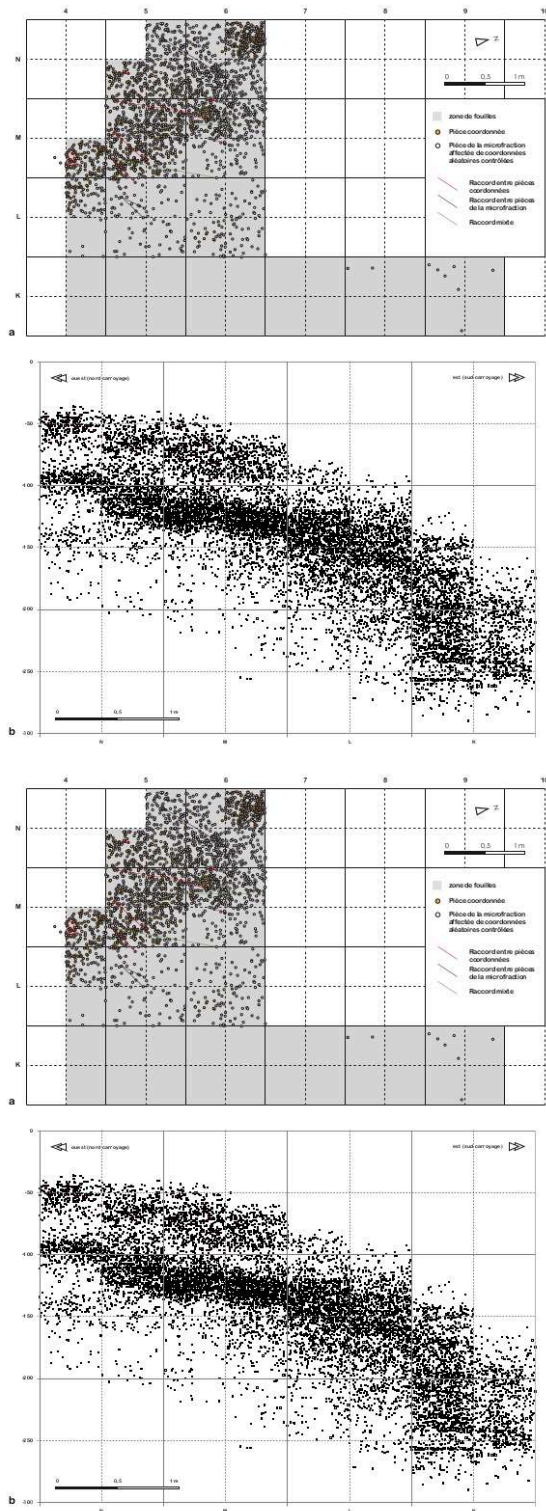 4 5 6 7 8 9 10
N
N
0 0,5 1 m
zone de fouilles
Pièce coordonnée
M
Pièce de la microfraction
affectée de coordonnées
aléatoires contrôlées
Raccord entre pièces
coordonnées
L
Raccord entre pièces
de la microfraction
Raccord mixte
K
a
0
ouest (nord carroyage) est (sud carroyage)
-50
-100
-150
-200
-250
0 0,5 1 m
b
-300
N M L K
4 5 6 7 8 9 10
N
N
0 0,5 1 m
zone de fouilles
Pièce coordonnée
M
Pièce de la microfraction
affectée de coordonnées
aléatoires contrôlées
Raccord entre pièces
coordonnées
L
Raccord entre pièces
de la microfraction
Raccord mixte
K
a
0
ouest (nord carroyage) est (sud carroyage)
-50
-100
-150
-200
-250
0 0,5 1 m
b
-300